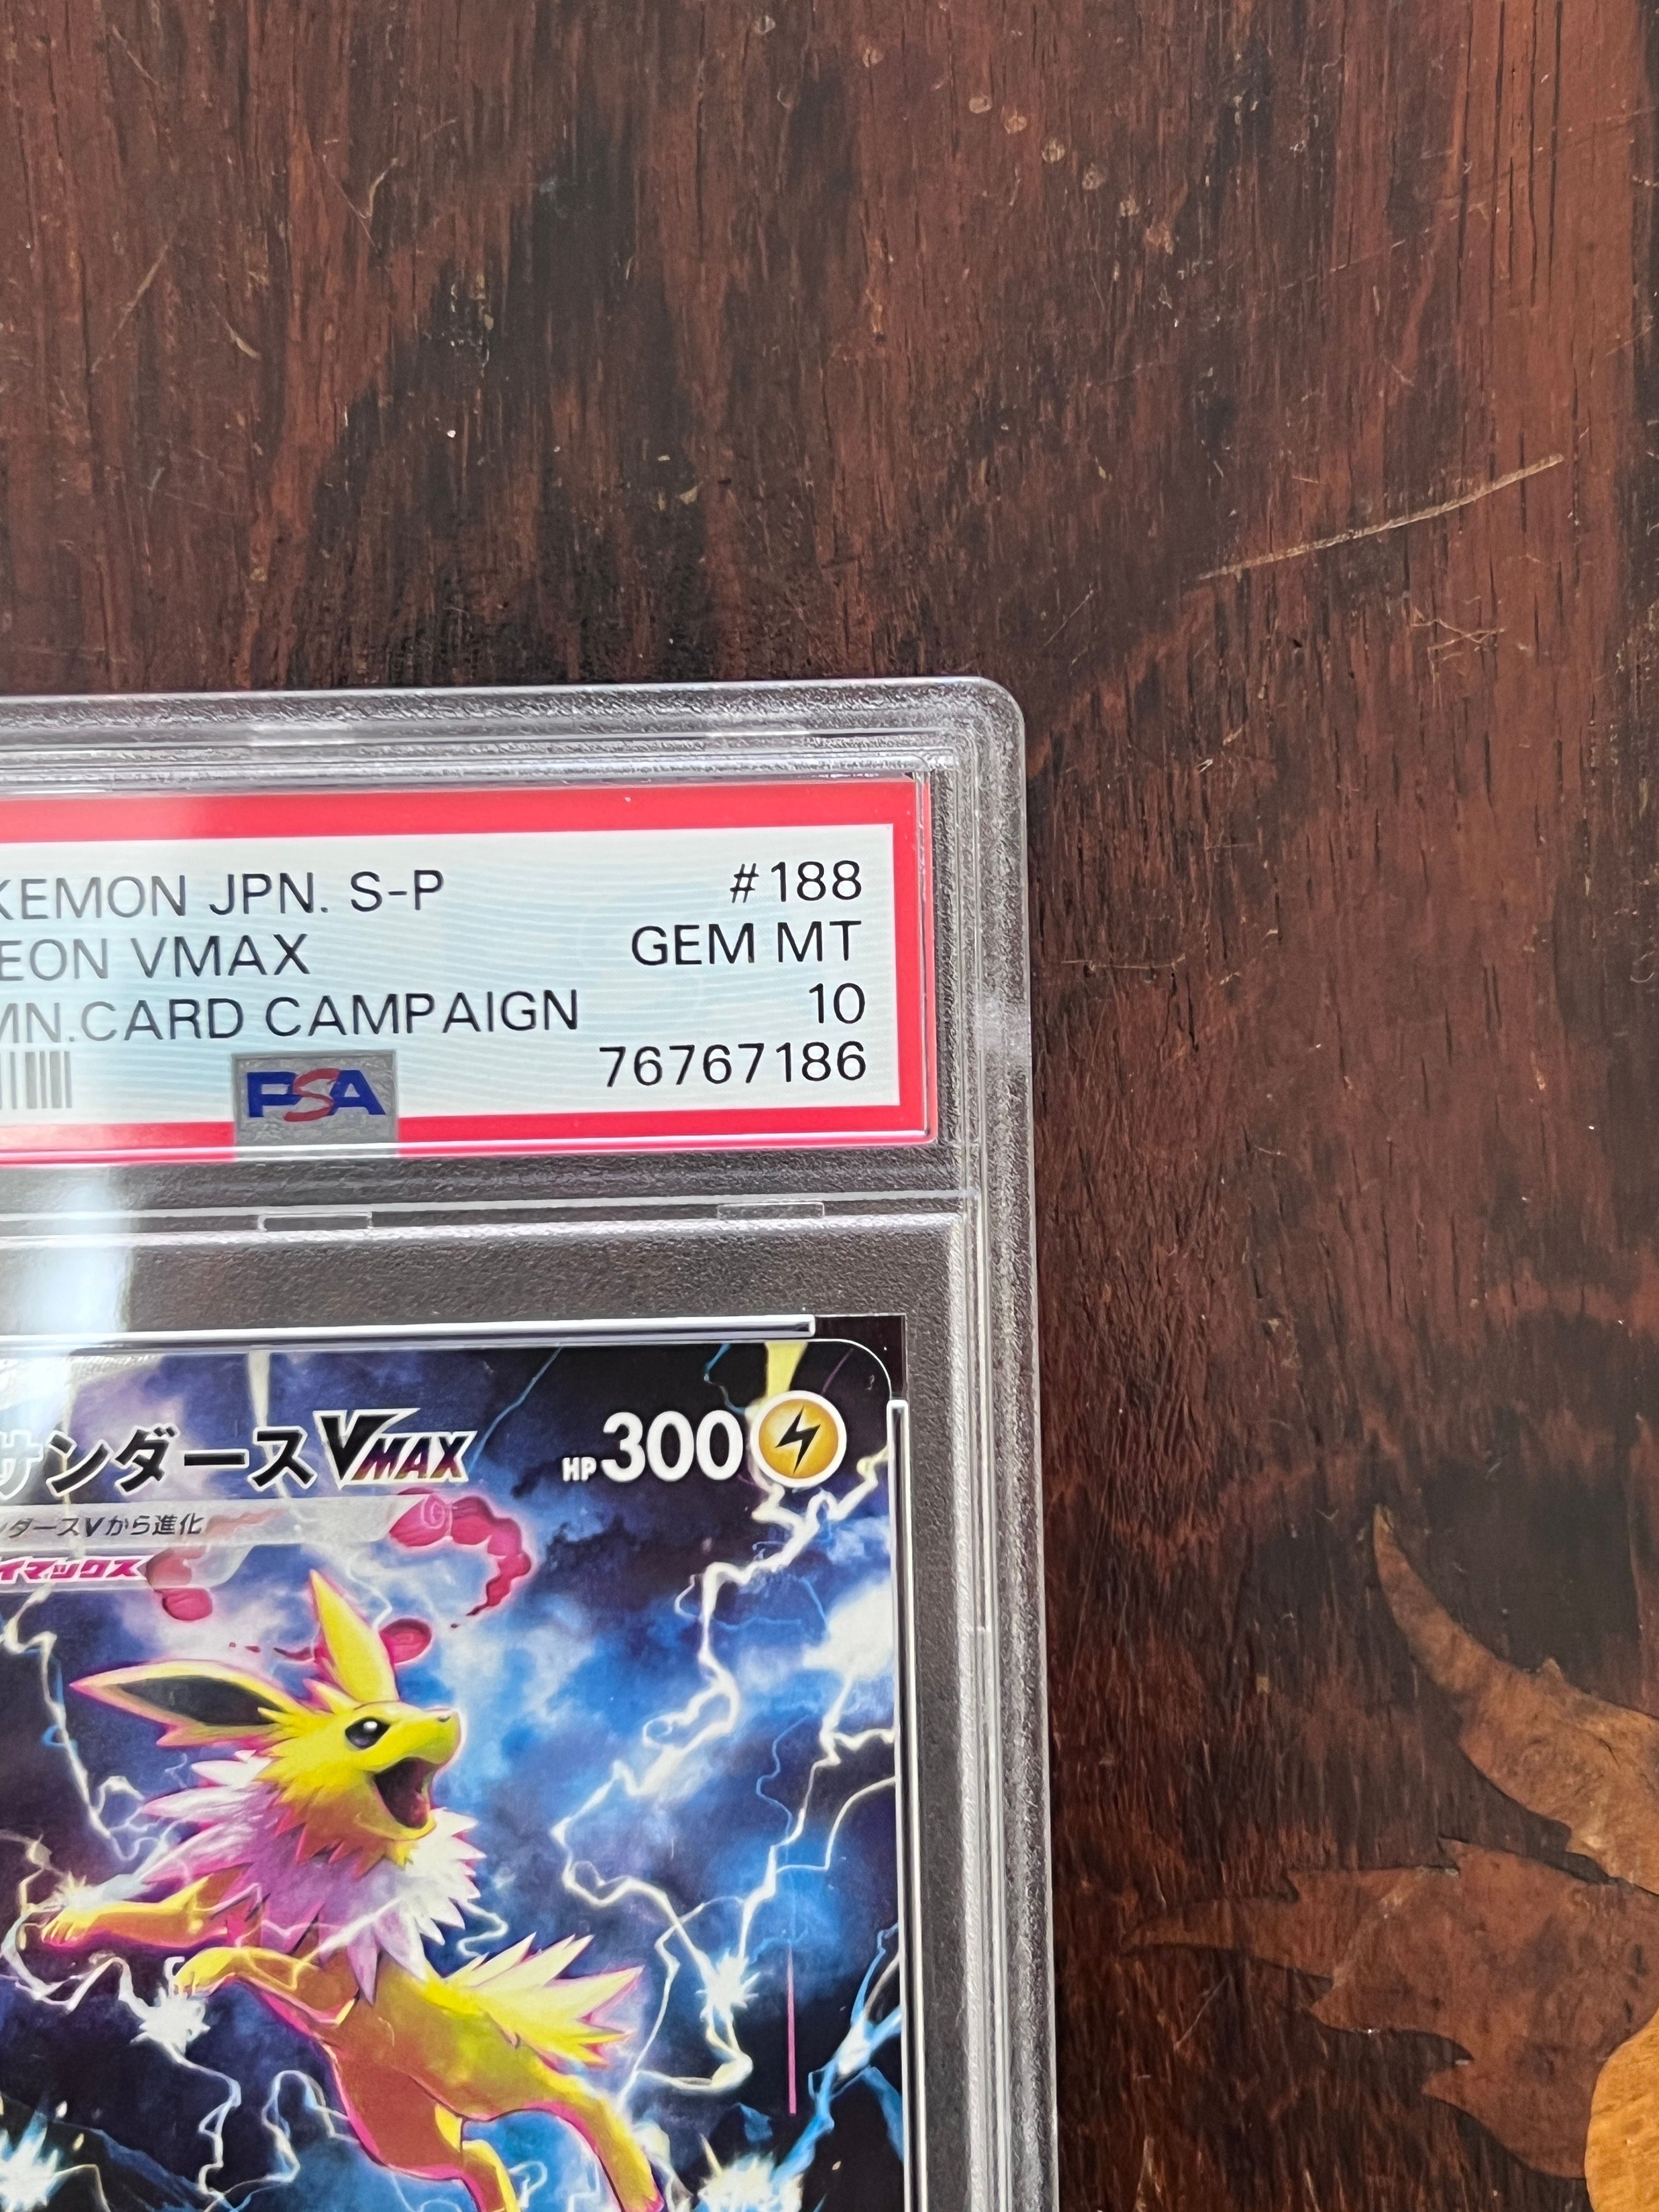 KEMON JPN. S-P #188
EON VMAX GEM MT
MN.CARD CAMPAIGN 10
PSA 76767186
サンダースVMAX HP300
ダースVから進化
イマックス